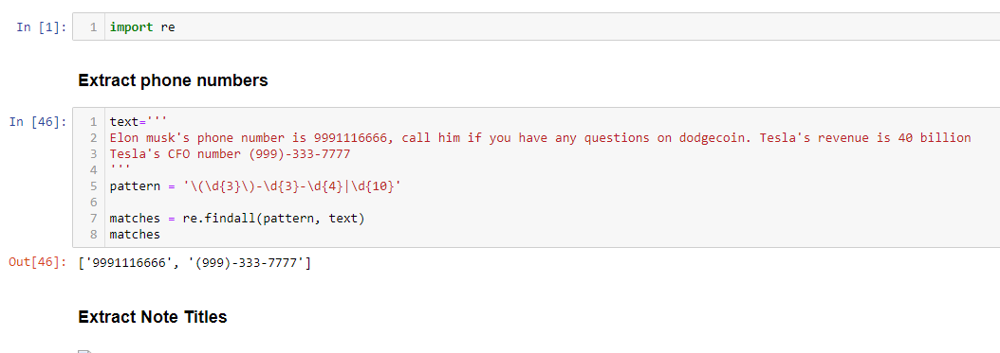 In [1]: 1 import re
Extract phone numbers
In [46]: 1 text='''
2 Elon musk's phone number is 9991116666, call him if you have any questions on dodgecoin. Tesla's revenue is 40 billion
3 Tesla's CFO number (999)-333-7777
4 '''
5 pattern = '\(\d{3}\)-\d{3}-\d{4}|\d{10}'
6
7 matches = re.findall(pattern, text)
8 matches
Out[46]: ['9991116666', '(999)-333-7777']
Extract Note Titles